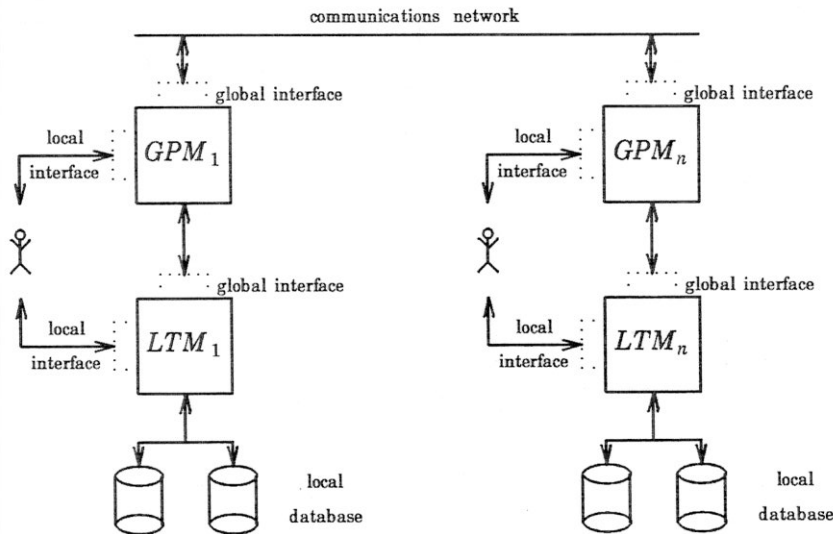 communications network
global interface
global interface
local
GPM₁
interface
local
GPMₙ
interface
global interface
global interface
local
LTM₁
interface
local
LTMₙ
interface
local
database
local
database